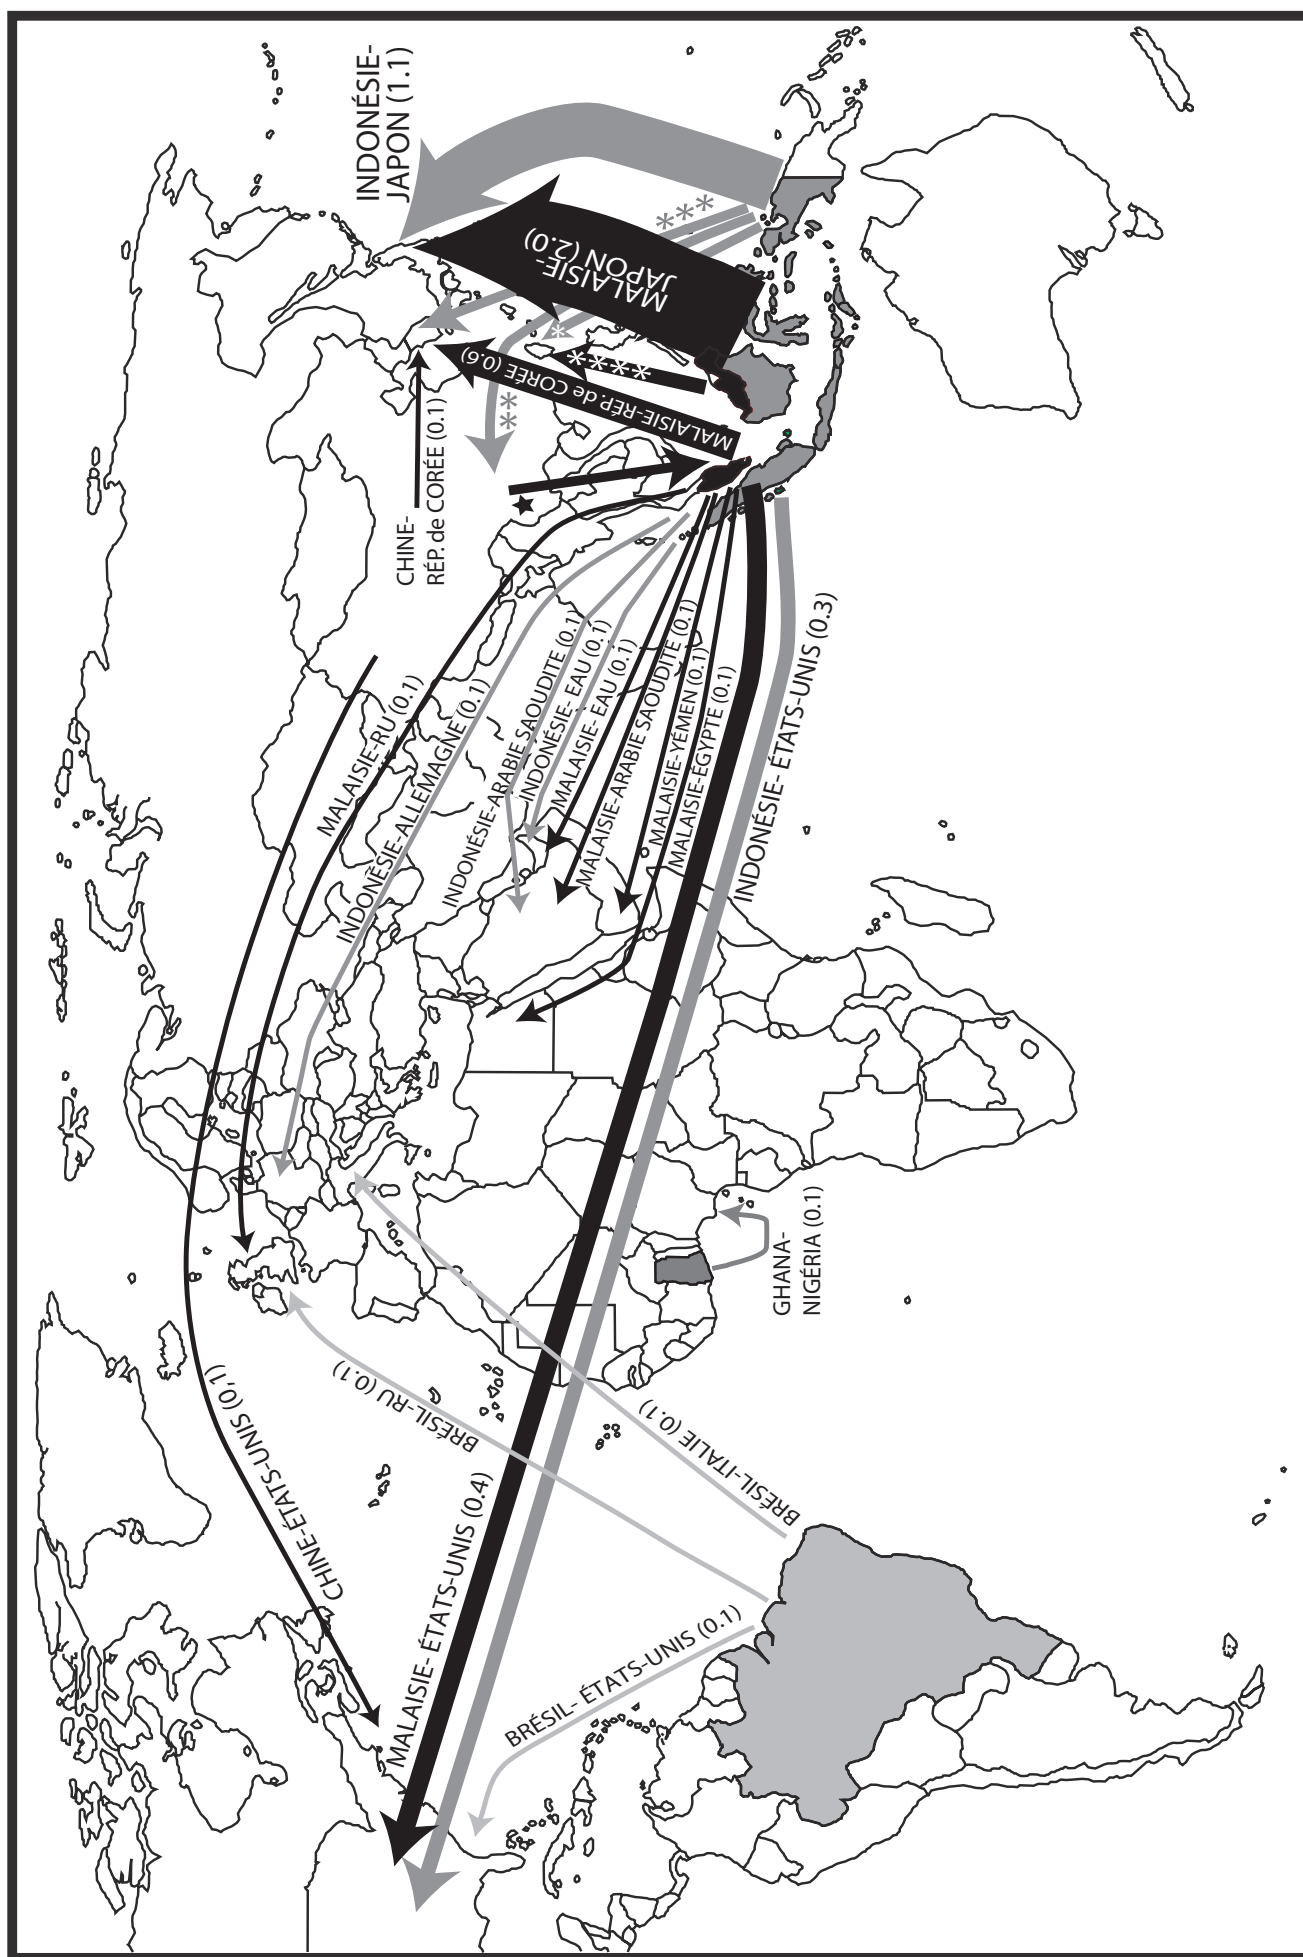 INDONÉSIE-
JAPON (1.1)
***
MALAISIE-
JAPON (2.0)
*
****
MALAISIE-RÉP. de CORÉE (0.6)
**
CHINE-
RÉP. de CORÉE (0.1)
MALAISIE-RU (0.1)
INDONÉSIE-ALLEMAGNE (0.1)
INDONÉSIE-ARABIE SAOUDITE (0.1)
INDONÉSIE- EAU (0.1)
MALAISIE- EAU (0.1)
MALAISIE-ARABIE SAOUDITE (0.1)
MALAISIE-YÉMEN (0.1)
MALAISIE-ÉGYPTE (0.1)
INDONÉSIE- ÉTATS-UNIS (0.3)
GHANA-
NIGÉRIA (0.1)
CHINE-ÉTATS-UNIS (0,1)
BRÉSIL-RU (0.1)
BRÉSIL-ITALIE (0.1)
MALAISIE- ÉTATS-UNIS (0.4)
BRÉSIL- ÉTATS-UNIS (0.1)